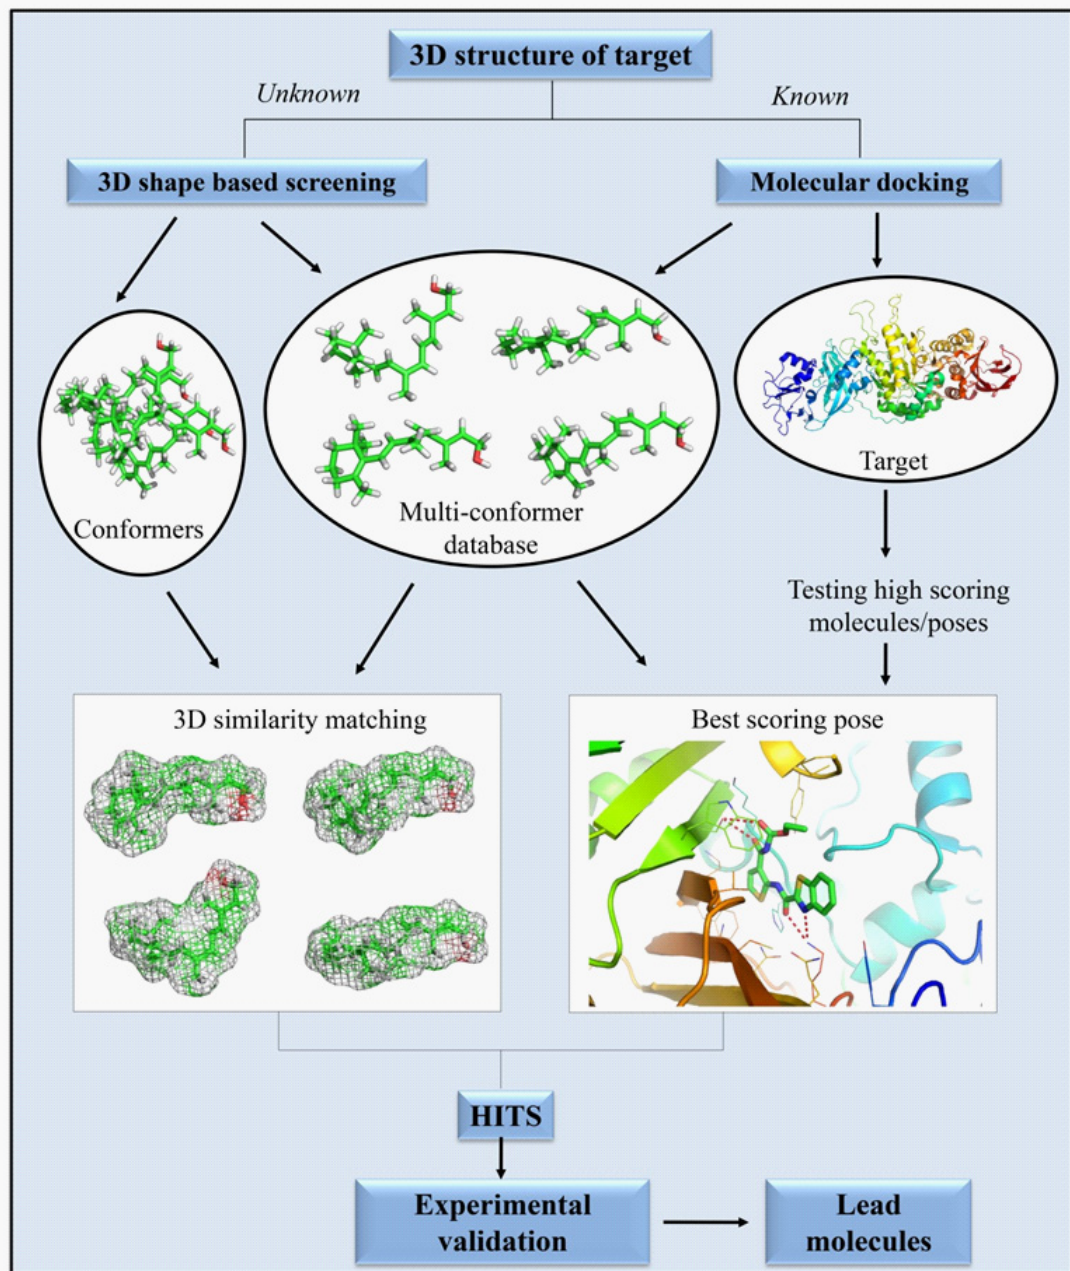 3D structure of target
Unknown
Known
3D shape based screening
Molecular docking
Conformers
Multi-conformer
database
Target
Testing high scoring
molecules/poses
3D similarity matching
Best scoring pose
HITS
Experimental
validation
Lead
molecules